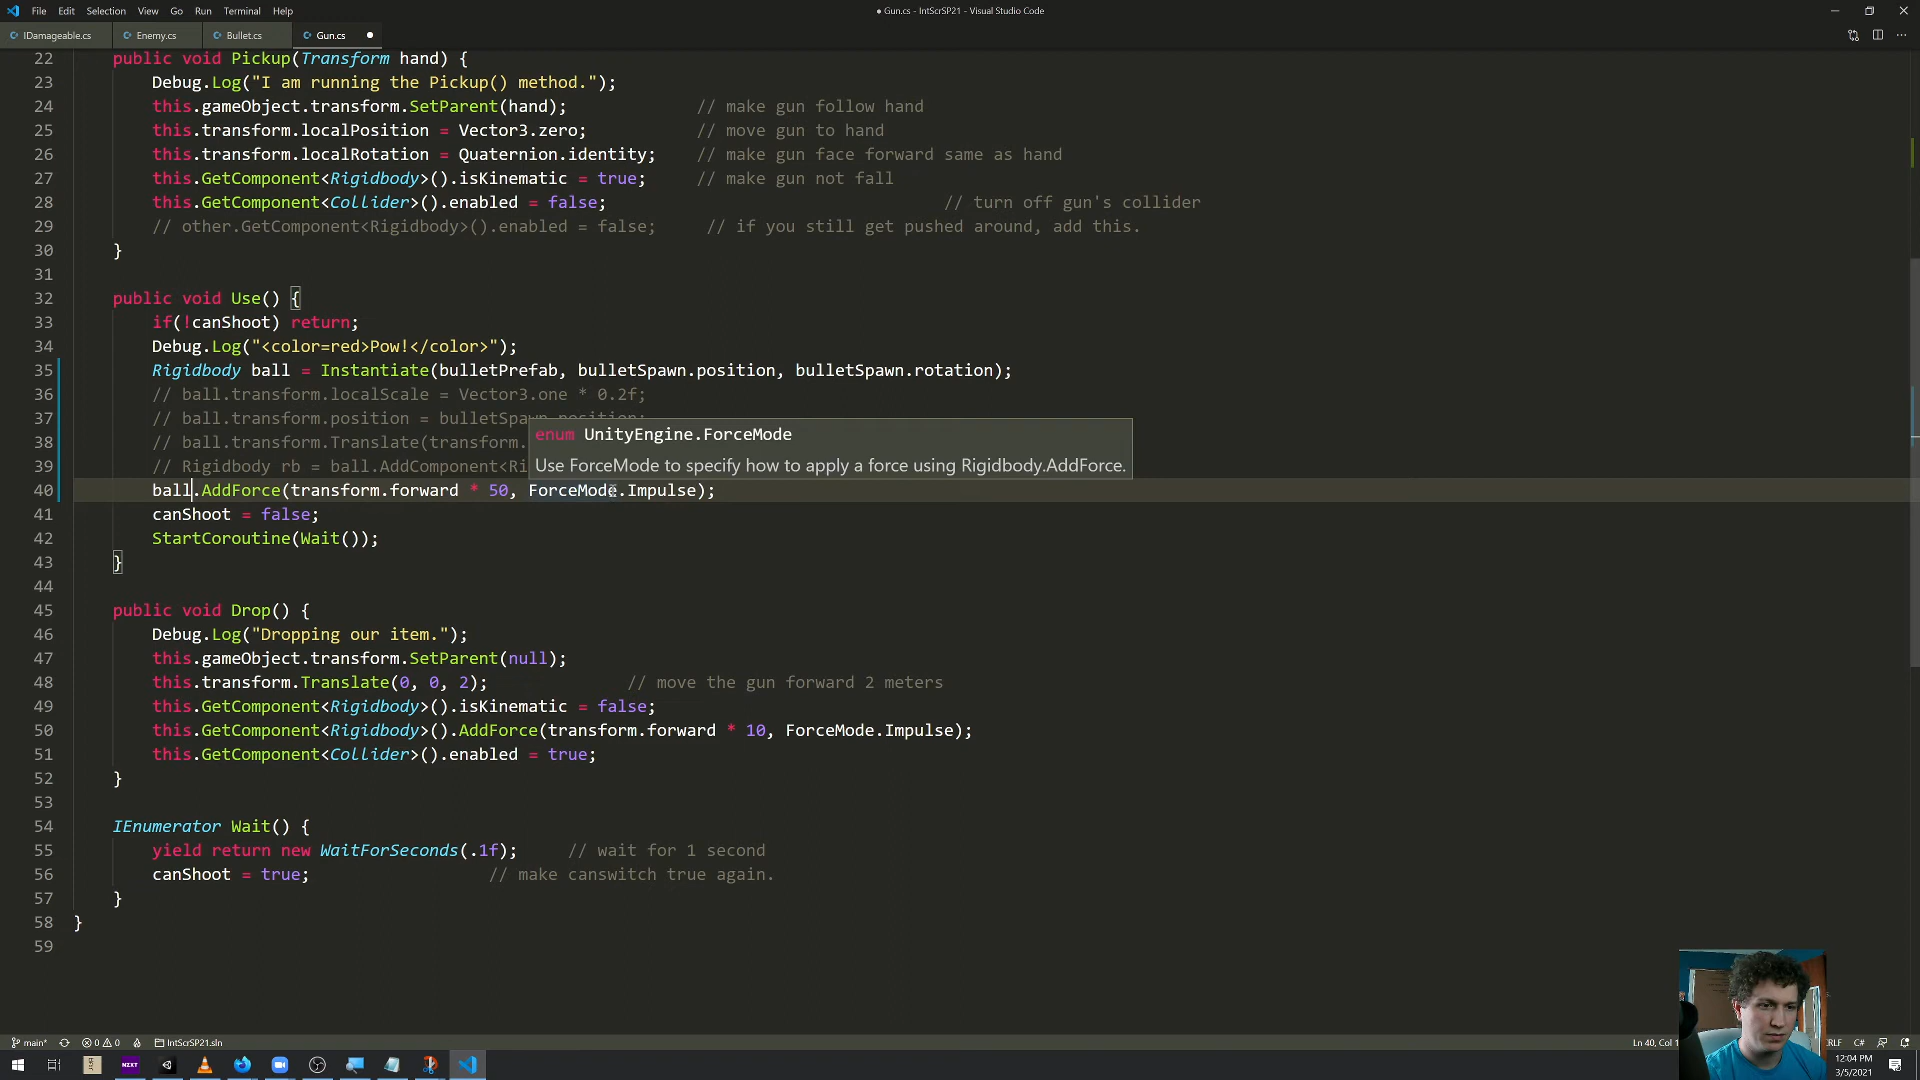 File Edit Selection View Go Run Terminal Help
● Gun.cs - IntScrSP21 - Visual Studio Code
IDamageable.cs Enemy.cs Bullet.cs Gun.cs
22 public void Pickup(Transform hand) {
23 Debug.Log("I am running the Pickup() method.");
24 this.gameObject.transform.SetParent(hand); // make gun follow hand
25 this.transform.localPosition = Vector3.zero; // move gun to hand
26 this.transform.localRotation = Quaternion.identity; // make gun face forward same as hand
27 this.GetComponent<Rigidbody>().isKinematic = true; // make gun not fall
28 this.GetComponent<Collider>().enabled = false; // turn off gun's collider
29 // other.GetComponent<Rigidbody>().enabled = false; // if you still get pushed around, add this.
30 }
31
32 public void Use() {
33 if(!canShoot) return;
34 Debug.Log("<color=red>Pow!</color>");
35 Rigidbody ball = Instantiate(bulletPrefab, bulletSpawn.position, bulletSpawn.rotation);
36 // ball.transform.localScale = Vector3.one * 0.2f;
37 // ball.transform.position = bulletSpawn.position;
enum UnityEngine.ForceMode
38 // ball.transform.Translate(transform.
39 // Rigidbody rb = ball.AddComponent<Ri
Use ForceMode to specify how to apply a force using Rigidbody.AddForce.
40 ball.AddForce(transform.forward * 50, ForceMode.Impulse);
41 canShoot = false;
42 StartCoroutine(Wait());
43 }
44
45 public void Drop() {
46 Debug.Log("Dropping our item.");
47 this.gameObject.transform.SetParent(null);
48 this.transform.Translate(0, 0, 2); // move the gun forward 2 meters
49 this.GetComponent<Rigidbody>().isKinematic = false;
50 this.GetComponent<Rigidbody>().AddForce(transform.forward * 10, ForceMode.Impulse);
51 this.GetComponent<Collider>().enabled = true;
52 }
53
54 IEnumerator Wait() {
55 yield return new WaitForSeconds(.1f); // wait for 1 second
56 canShoot = true; // make canswitch true again.
57 }
58 }
59
main* 0 0 IntScrSP21.sln
Ln 40, Col 1
CRLF C#
NZXT
12:04 PM
3/5/2021